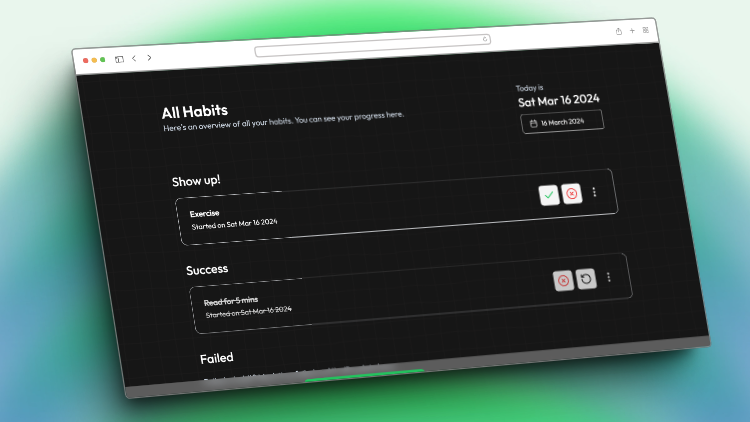 All Habits
Here's an overview of all your habits. You can see your progress here.
Today is
Sat Mar 16 2024
16 March 2024
Show up!
Exercise
Started on Sat Mar 16 2024
Success
Read for 5 mins
Started on Sat Mar 16 2024
Failed